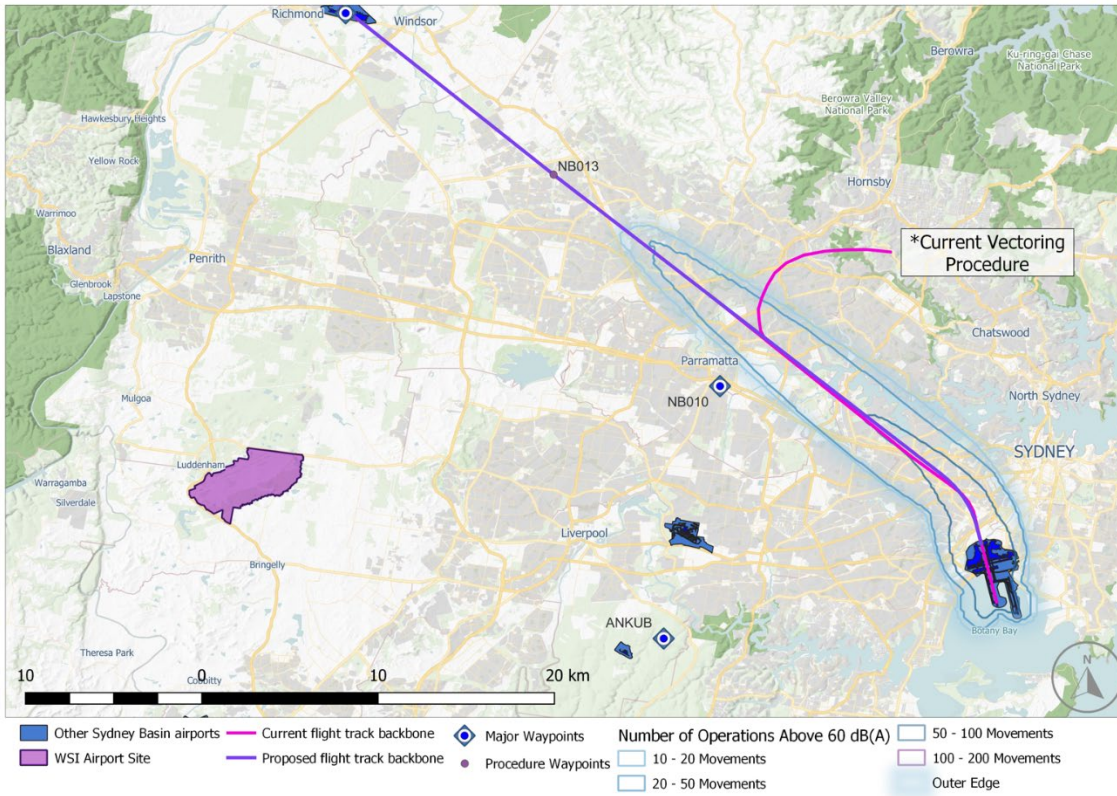 Richmond
Windsor
Berowra
Ku-ring-gai Chase
National Park
Berowra Valley
National Park
Hawkesbury Heights
Yellow Rock
NB013
Hornsby
Warrimoo
Blaxland
Penrith
*Current Vectoring
Procedure
Glenbrook
Lapstone
Chatswood
Parramatta
NB010
North Sydney
Mulgoa
SYDNEY
Luddenham
Warragamba
Silverdale
Liverpool
Bringelly
ANKUB
Botany Bay
Theresa Park
N
10 0 10 20 km
Cobbitty
Other Sydney Basin airports
WSI Airport Site
Current flight track backbone
Proposed flight track backbone
Major Waypoints
Procedure Waypoints
Number of Operations Above 60 dB(A)
10 - 20 Movements
20 - 50 Movements
50 - 100 Movements
100 - 200 Movements
Outer Edge